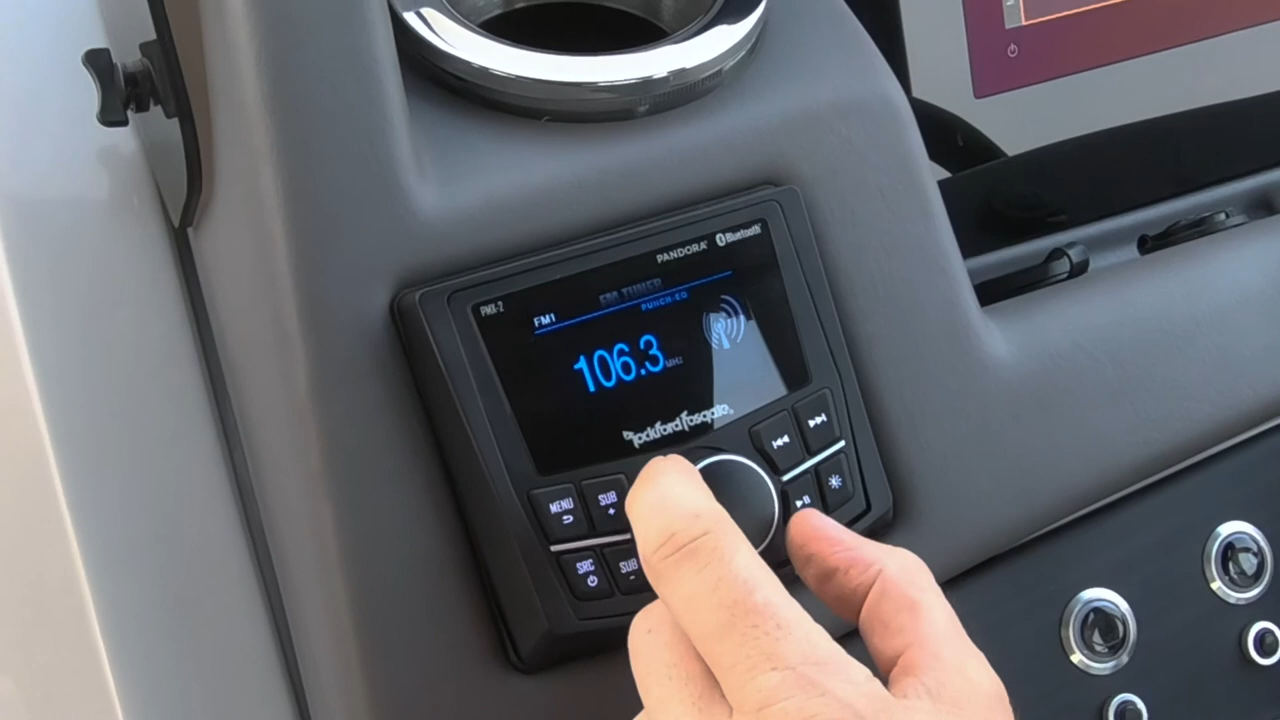 PANDORA® Bluetooth®
PMX-2
FM TUNER
FM1
PUNCH-EQ
106.3 MHz
Rockford Fosgate®
MENU
SUB
+
SRC
SUB
-